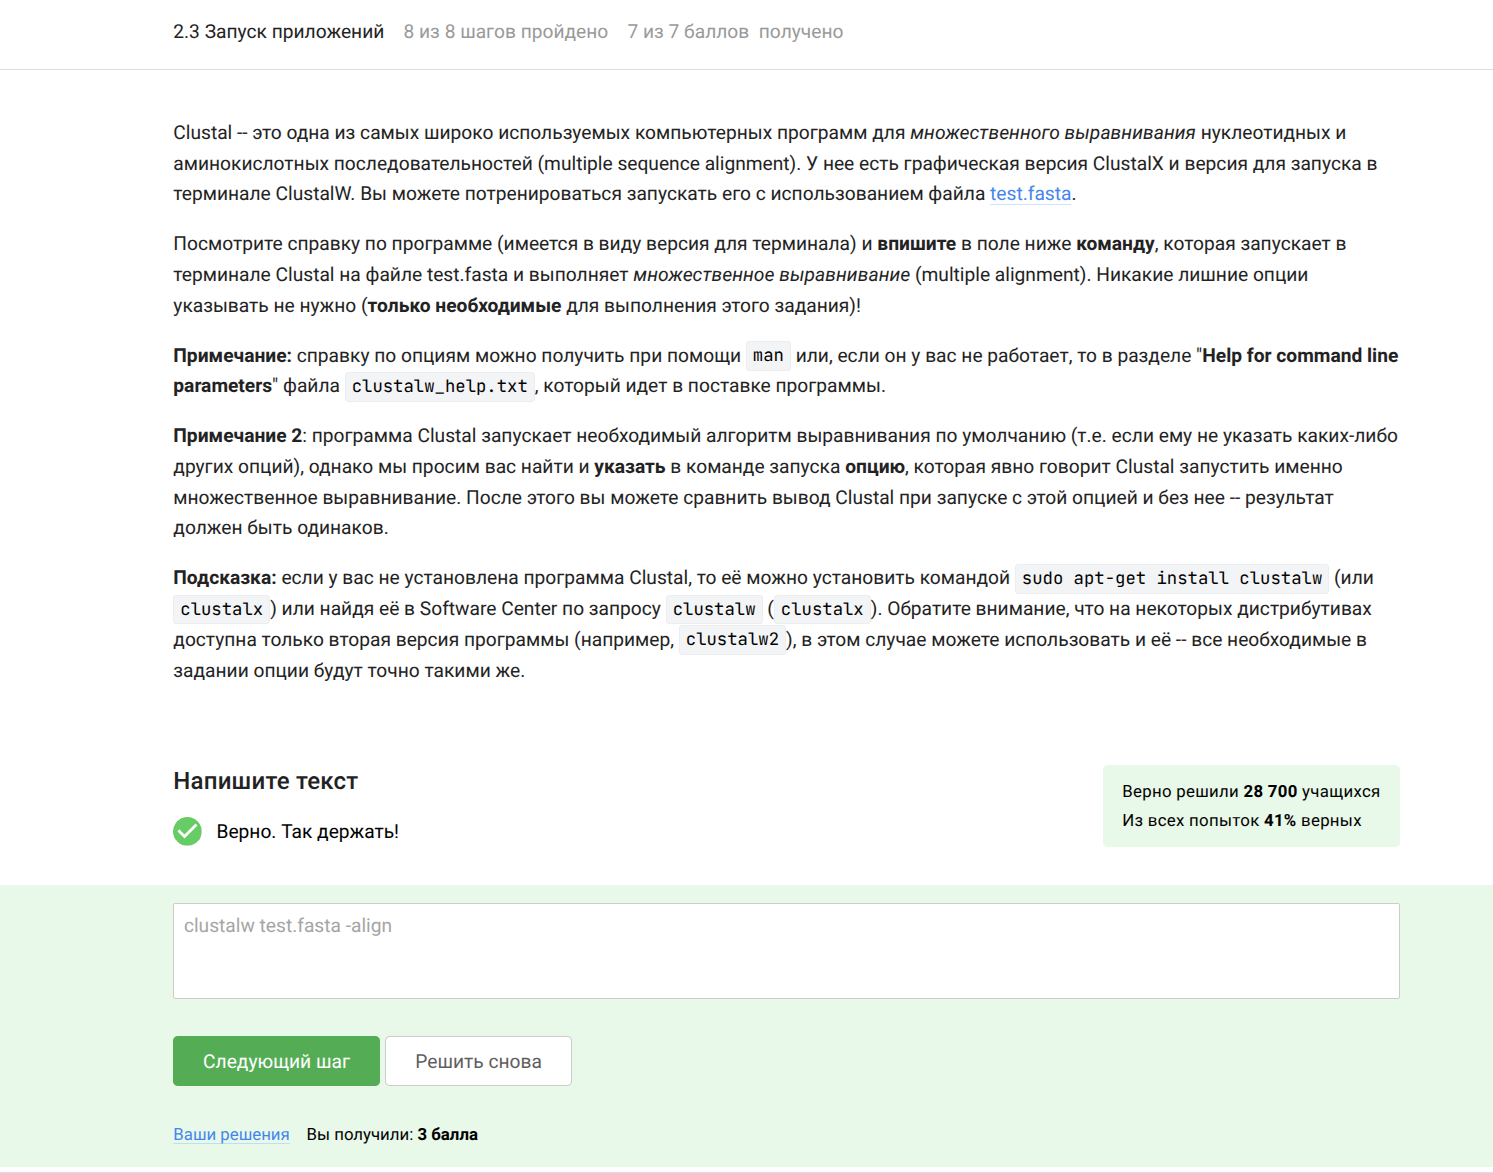 2.3 Запуск приложений 8 из 8 шагов пройдено 7 из 7 баллов получено
Clustal -- это одна из самых широко используемых компьютерных программ для множественного выравнивания нуклеотидных и
аминокислотных последовательностей (multiple sequence alignment). У нее есть графическая версия ClustalX и версия для запуска в
терминале ClustalW. Вы можете потренироваться запускать его с использованием файла test.fasta.
Посмотрите справку по программе (имеется в виду версия для терминала) и впишите в поле ниже команду, которая запускает в
терминале Clustal на файле test.fasta и выполняет множественное выравнивание (multiple alignment). Никакие лишние опции
указывать не нужно (только необходимые для выполнения этого задания)!
Примечание: справку по опциям можно получить при помощи man или, если он у вас не работает, то в разделе "Help for command line
parameters" файла clustalw_help.txt, который идет в поставке программы.
Примечание 2: программа Clustal запускает необходимый алгоритм выравнивания по умолчанию (т.е. если ему не указать каких-либо
других опций), однако мы просим вас найти и указать в команде запуска опцию, которая явно говорит Clustal запустить именно
множественное выравнивание. После этого вы можете сравнить вывод Clustal при запуске с этой опцией и без нее -- результат
должен быть одинаков.
Подсказка: если у вас не установлена программа Clustal, то её можно установить командой sudo apt-get install clustalw (или
clustalx) или найдя её в Software Center по запросу clustalw (clustalx). Обратите внимание, что на некоторых дистрибутивах
доступна только вторая версия программы (например, clustalw2), в этом случае можете использовать и её -- все необходимые в
задании опции будут точно такими же.
Напишите текст
Верно. Так держать!
Верно решили 28 700 учащихся
Из всех попыток 41% верных
clustalw test.fasta -align
Следующий шаг Решить снова
Ваши решения Вы получили: 3 балла